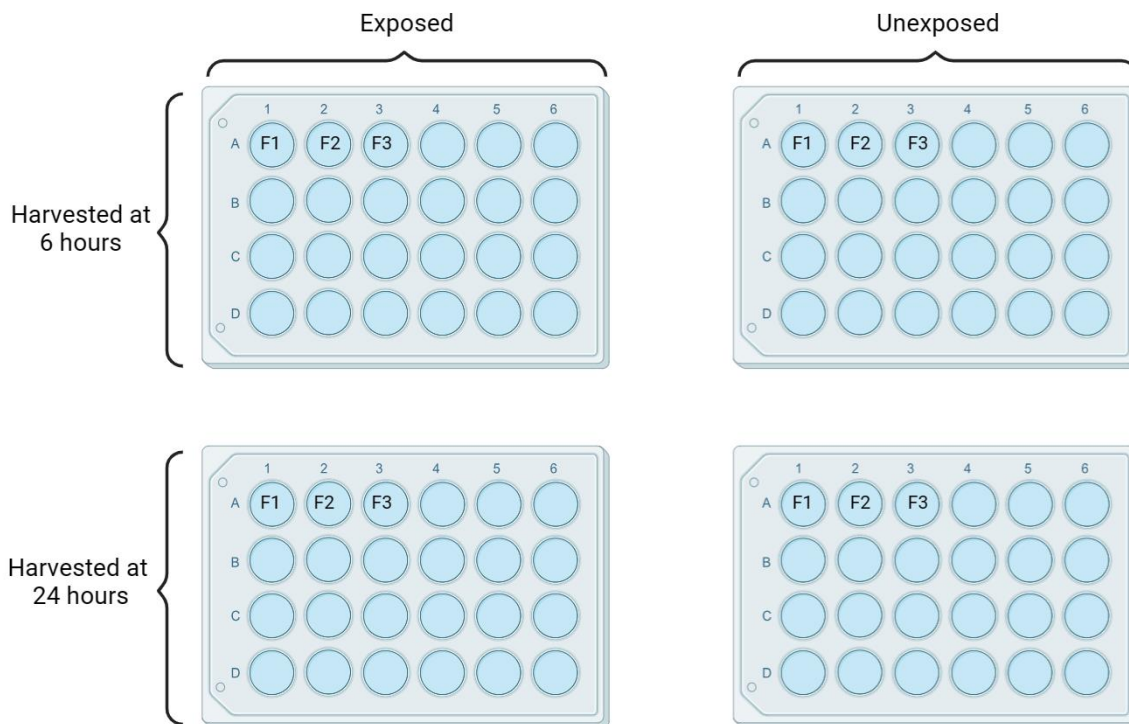 Exposed
Unexposed
Harvested at
6 hours
1 2 3 4 5 6
A F1 F2 F3
B
C
D
1 2 3 4 5 6
A F1 F2 F3
B
C
D
Harvested at
24 hours
1 2 3 4 5 6
A F1 F2 F3
B
C
D
1 2 3 4 5 6
A F1 F2 F3
B
C
D